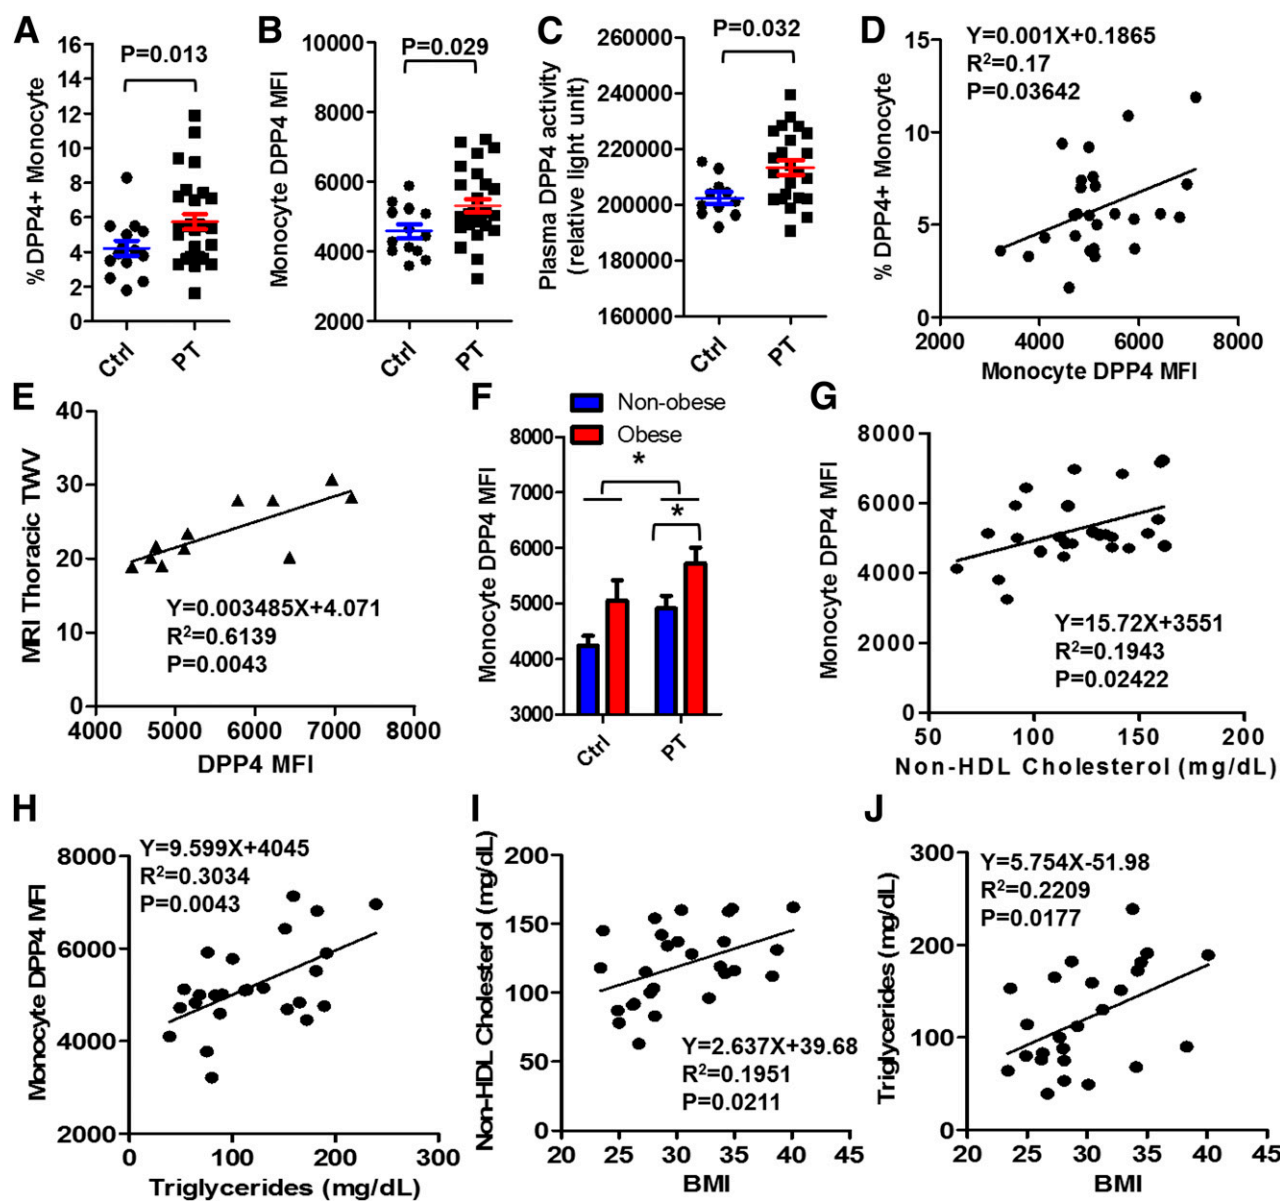 A
P=0.013
% DPP4+ Monocyte
16
14
12
10
8
6
4
2
0
Ctrl
PT
B
P=0.029
Monocyte DPP4 MFI
10000
8000
6000
4000
2000
Ctrl
PT
C
P=0.032
Plasma DPP4 activity
(relative light unit)
260000
240000
220000
200000
180000
160000
Ctrl
PT
D
Y=0.001X+0.1865
R²=0.17
P=0.03642
% DPP4+ Monocyte
15
10
5
0
2000 4000 6000 8000
Monocyte DPP4 MFI
E
MRI Thoracic TWV
40
30
20
10
0
Y=0.003485X+4.071
R²=0.6139
P=0.0043
4000 5000 6000 7000 8000
DPP4 MFI
F
Non-obese
Obese
Monocyte DPP4 MFI
8000
7000
6000
5000
4000
3000
*
*
Ctrl
PT
G
Monocyte DPP4 MFI
8000
6000
4000
2000
0
Y=15.72X+3551
R²=0.1943
P=0.02422
50 100 150 200
Non-HDL Cholesterol (mg/dL)
H
Y=9.599X+4045
R²=0.3034
P=0.0043
Monocyte DPP4 MFI
8000
6000
4000
2000
0 100 200 300
Triglycerides (mg/dL)
I
Non-HDL Cholesterol (mg/dL)
200
150
100
50
0
Y=2.637X+39.68
R²=0.1951
P=0.0211
20 25 30 35 40 45
BMI
J
Y=5.754X-51.98
R²=0.2209
P=0.0177
Triglycerides (mg/dL)
300
200
100
0
20 25 30 35 40 45
BMI